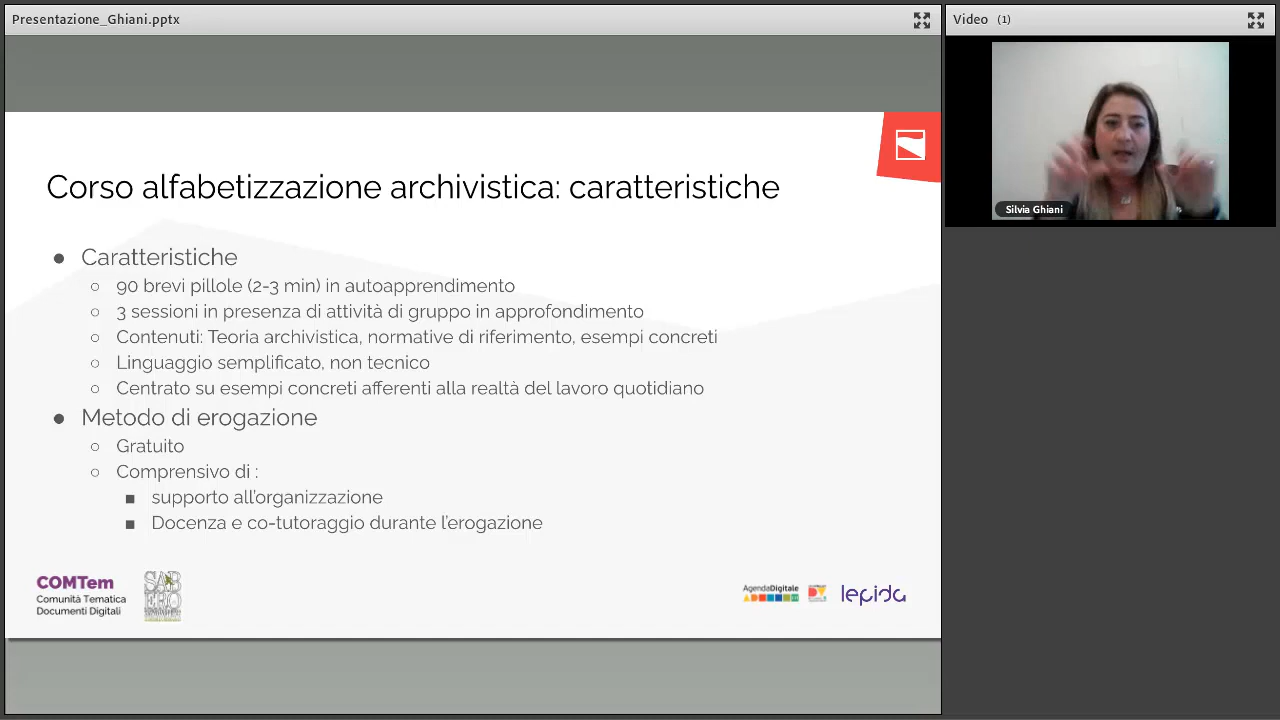 Presentazione_Ghiani.pptx
Video (1)
Silvia Ghiani
Corso alfabetizzazione archivistica: caratteristiche
● Caratteristiche
○ 90 brevi pillole (2-3 min) in autoapprendimento
○ 3 sessioni in presenza di attività di gruppo in approfondimento
○ Contenuti: Teoria archivistica, normative di riferimento, esempi concreti
○ Linguaggio semplificato, non tecnico
○ Centrato su esempi concreti afferenti alla realtà del lavoro quotidiano
● Metodo di erogazione
○ Gratuito
○ Comprensivo di :
■ supporto all'organizzazione
■ Docenza e co-tutoraggio durante l'erogazione
COMTem
Comunità Tematica
Documenti Digitali
SAB
ERO
AgendaDigitale
lepida